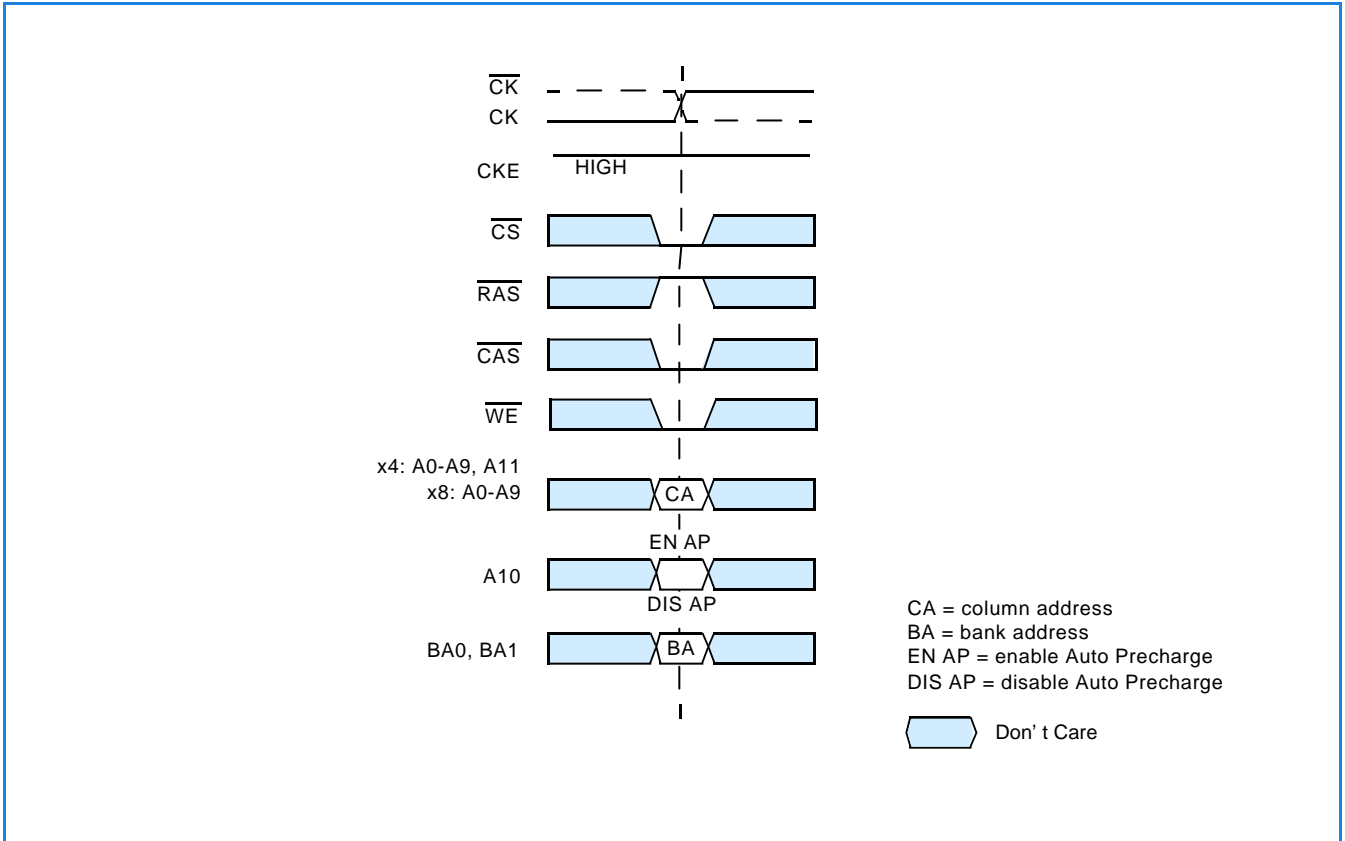 CK
CK
CKE HIGH
CS
RAS
CAS
WE
x4: A0-A9, A11
x8: A0-A9
CA
EN AP
A10
DIS AP
BA0, BA1 BA
CA = column address
BA = bank address
EN AP = enable Auto Precharge
DIS AP = disable Auto Precharge
Don' t Care